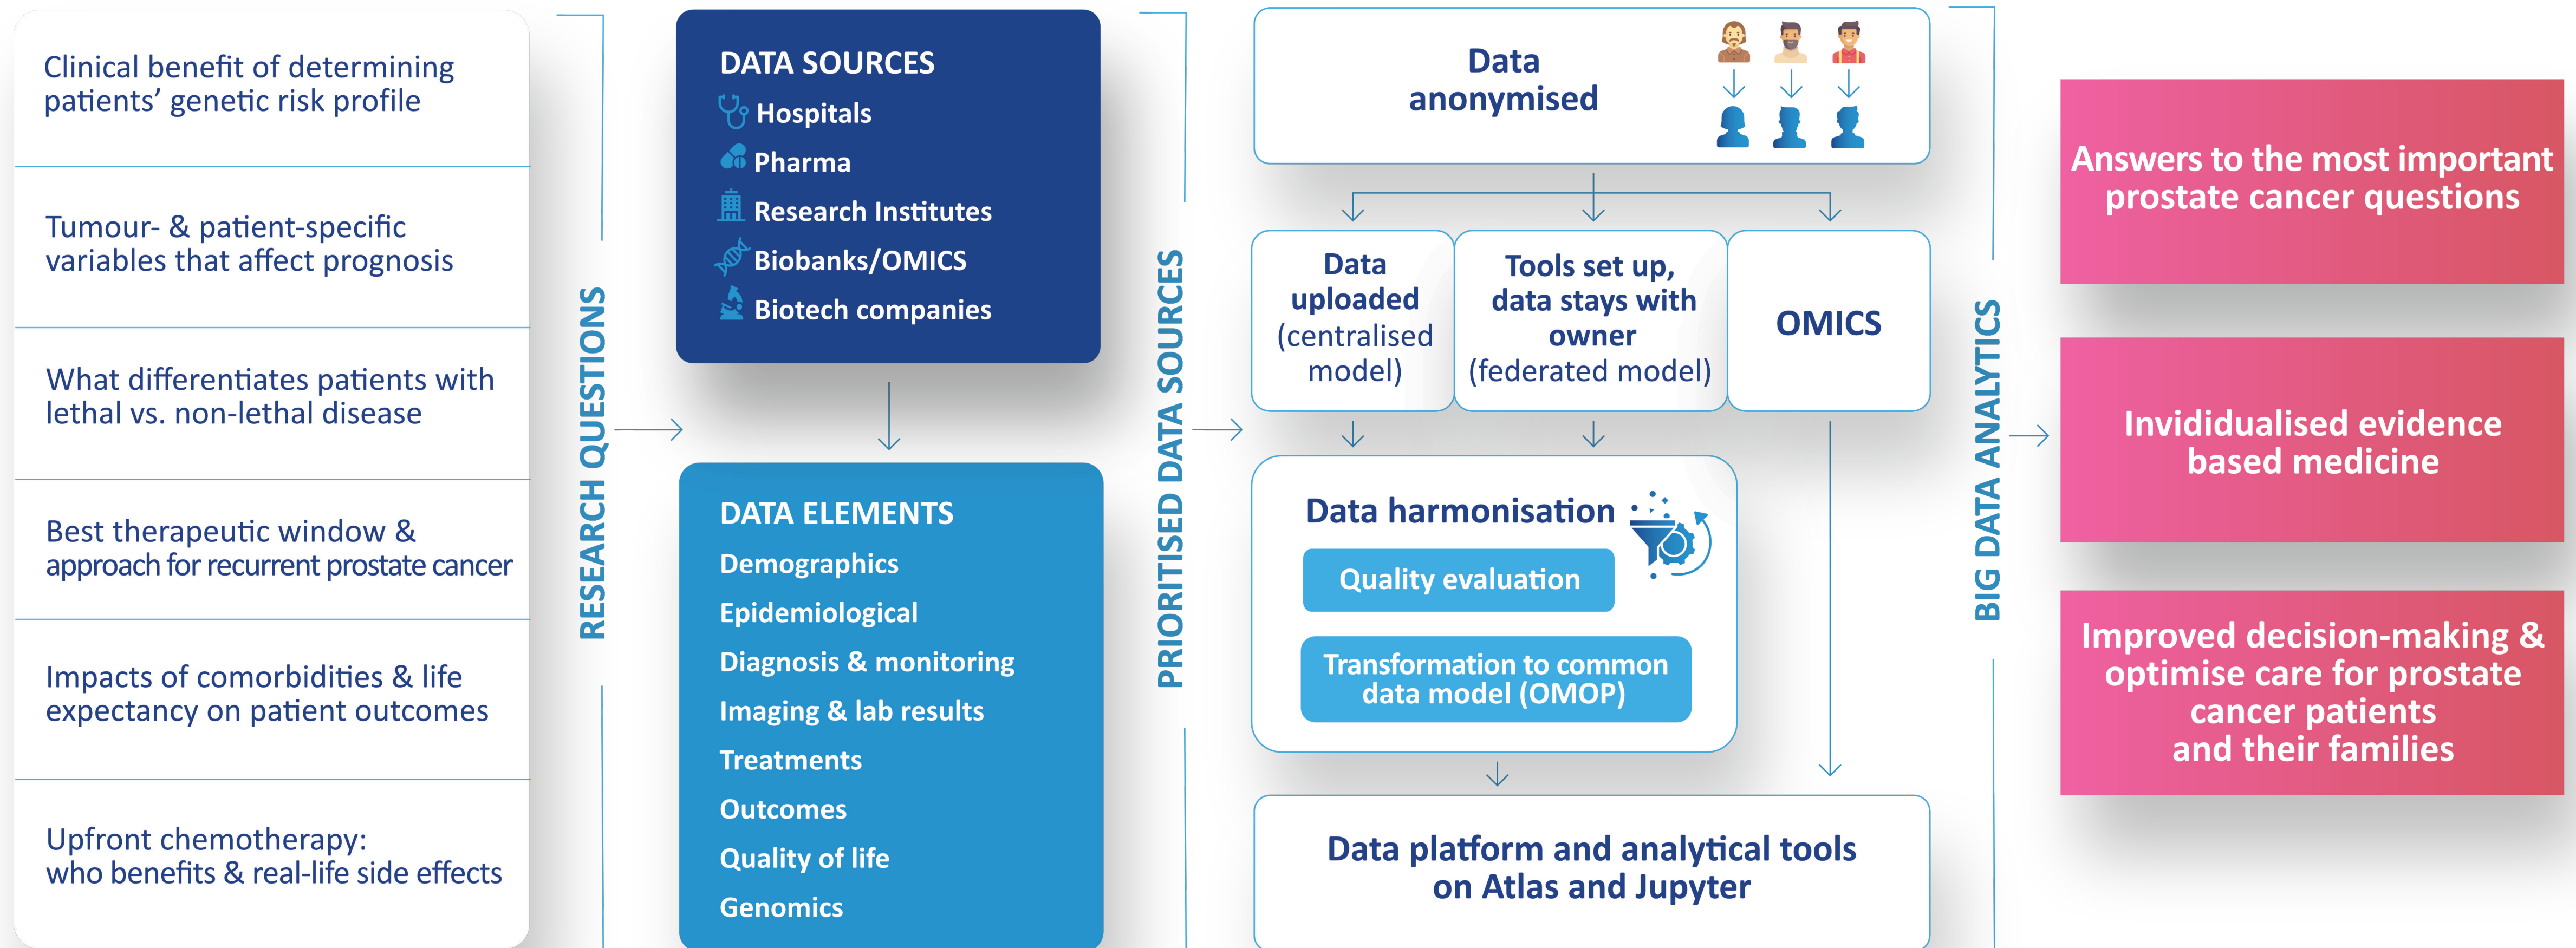 Clinical benefit of determining
patients’ genetic risk profile
Tumour- & patient-specific
variables that affect prognosis
What differentiates patients with
lethal vs. non-lethal disease
Best therapeutic window &
approach for recurrent prostate cancer
Impacts of comorbidities & life
expectancy on patient outcomes
Upfront chemotherapy:
who benefits & real-life side effects
RESEARCH QUESTIONS
DATA SOURCES
Hospitals
Pharma
Research Institutes
Biobanks/OMICS
Biotech companies
DATA ELEMENTS
Demographics
Epidemiological
Diagnosis & monitoring
Imaging & lab results
Treatments
Outcomes
Quality of life
Genomics
PRIORITISED DATA SOURCES
Data
anonymised
Data
uploaded
(centralised
model)
Tools set up,
data stays with
owner
(federated model)
OMICS
Data harmonisation
Quality evaluation
Transformation to common
data model (OMOP)
Data platform and analytical tools
on Atlas and Jupyter
BIG DATA ANALYTICS
Answers to the most important
prostate cancer questions
Invididualised evidence
based medicine
Improved decision-making &
optimise care for prostate
cancer patients
and their families